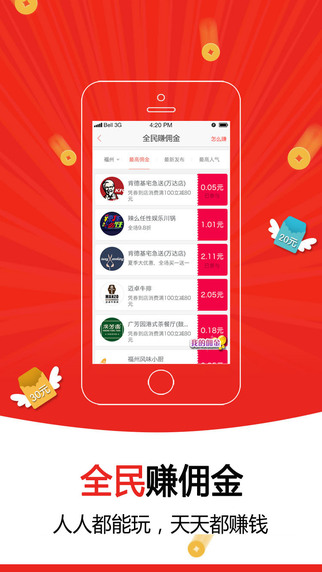 Bell 3G
4:20 PM
全民赚佣金
怎么赚
福州
最高佣金
最新发布
最高人气
肯德基宅急送(万达店)
凭券到店消费满100立减80
0.05元
辣么任性娱乐川锅
全场9.8折
1.01元
肯德基宅急送(万达店)
夏季大优惠，全场买一送一
2.11元
迈卓牛排
凭券到店消费满100立减80
2.05元
广芳园港式茶餐厅(鼓...
凭券到店消费满100立减80
0.18元
我的佣金
福州风味小厨
20元
30元
全民赚佣金
人人都能玩，天天都赚钱